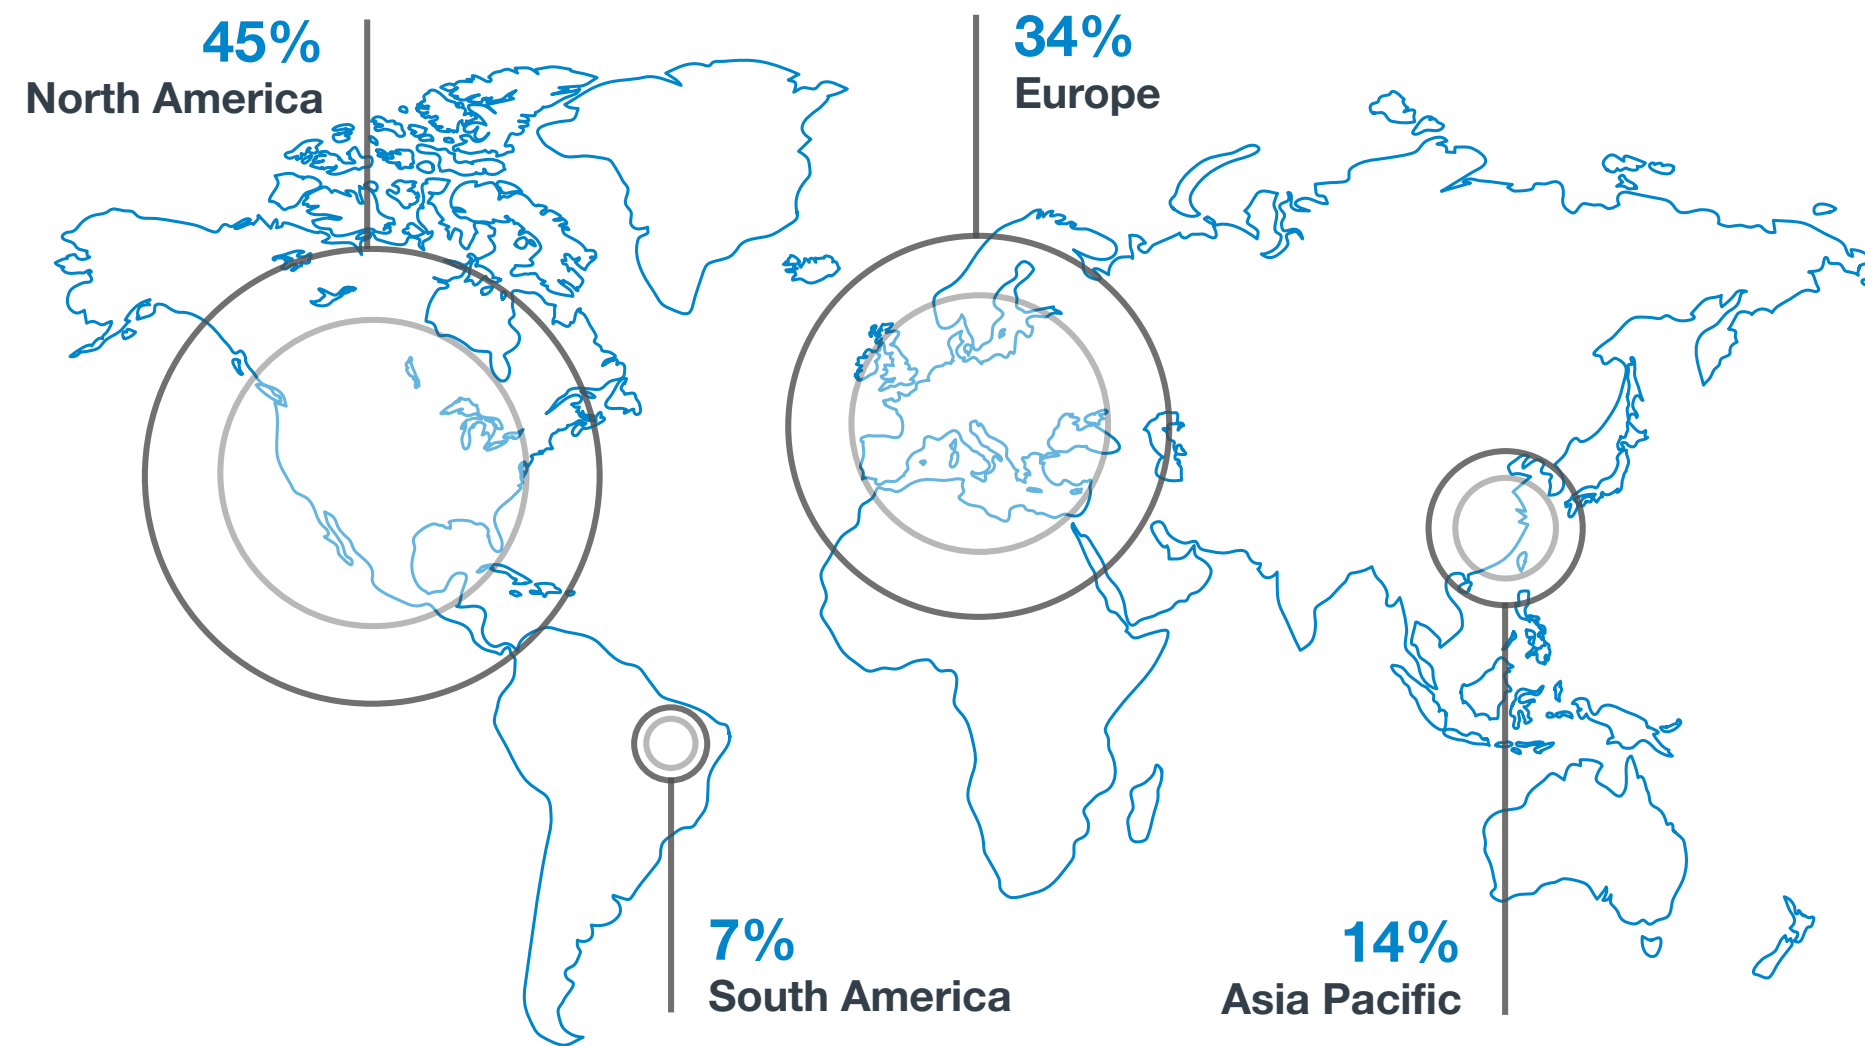 45%
North America
34%
Europe
7%
South America
14%
Asia Pacific